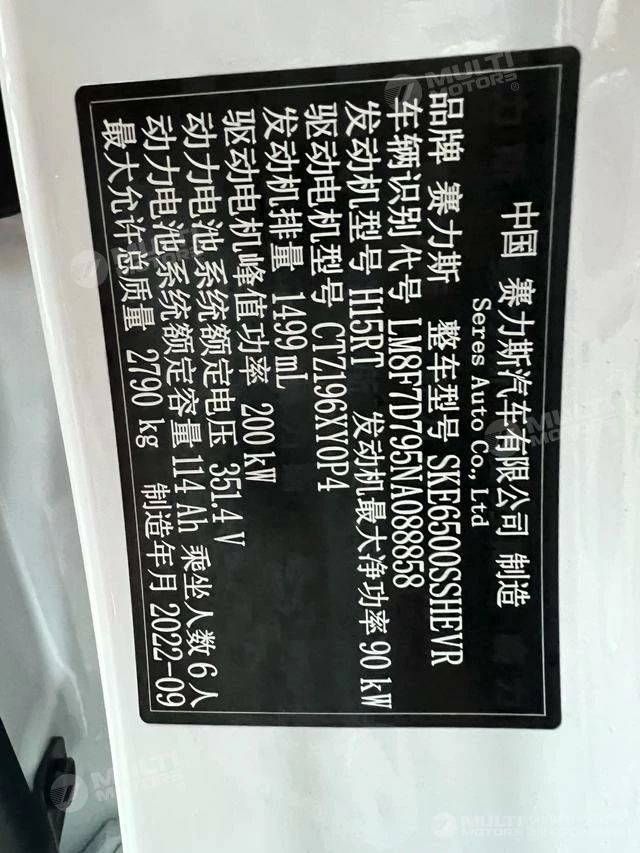 中国 赛力斯汽车有限公司 制造
Seres Auto Co., Ltd
品牌 赛力斯 整车型号 SKE6500SSHEVR
车辆识别代号 LM8F7D795NA088858
发动机型号 H15RT 发动机最大净功率 90 kW
驱动电机型号 CTZ196XY0P4
发动机排量 1499 mL
驱动电机峰值功率 200 kW
动力电池系统额定电压 351.4 V
动力电池系统额定容量 114 Ah 乘坐人数 6 人
最大允许总质量 2790 kg 制造年月 2022-09
MULTI MOTORS